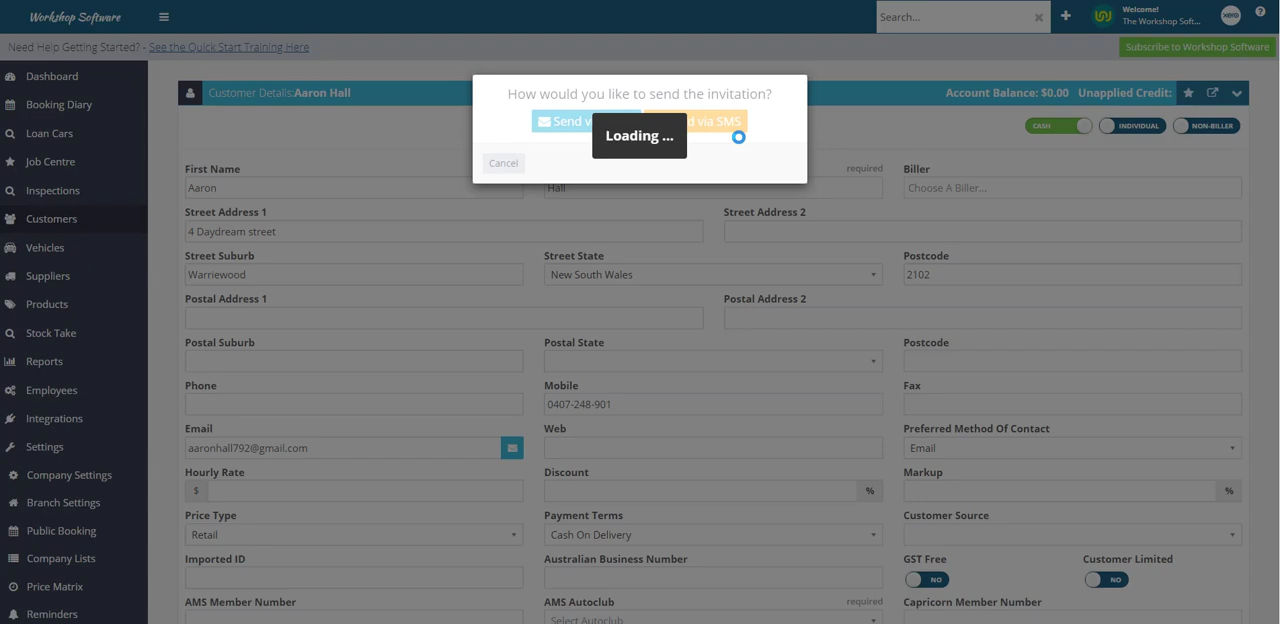 Workshop Software
Search...
Welcome!
The Workshop Soft...
xero
Need Help Getting Started? - See the Quick Start Training Here
Subscribe to Workshop Software
Dashboard
Booking Diary
Loan Cars
Job Centre
Inspections
Customers
Vehicles
Suppliers
Products
Stock Take
Reports
Employees
Integrations
Settings
Company Settings
Branch Settings
Public Booking
Company Lists
Price Matrix
Reminders
Customer Details:Aaron Hall
Account Balance: $0.00 Unapplied Credit:
CASH
INDIVIDUAL
NON-BILLER
How would you like to send the invitation?
Send
via SMS
Loading ...
Cancel
First Name
required
Biller
Aaron
Hall
Choose A Biller...
Street Address 1
Street Address 2
4 Daydream street
Street Suburb
Street State
Postcode
Warriewood
New South Wales
2102
Postal Address 1
Postal Address 2
Postal Suburb
Postal State
Postcode
Phone
Mobile
Fax
0407-248-901
Email
Web
Preferred Method Of Contact
aaronhall792@gmail.com
Email
Hourly Rate
Discount
Markup
$
%
%
Price Type
Payment Terms
Customer Source
Retail
Cash On Delivery
Imported ID
Australian Business Number
GST Free
Customer Limited
NO
NO
AMS Member Number
AMS Autoclub
required
Capricorn Member Number
Select Autoclub